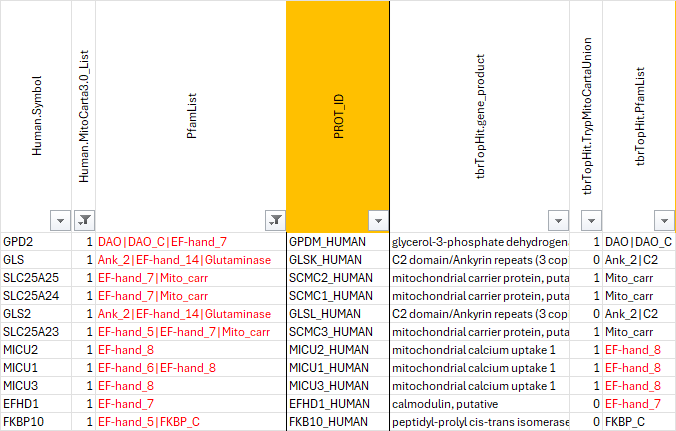 Human.Symbol Human.MitoCarta3.0_List PfamList PROT_ID tbrTopHit.gene_product tbrTopHit.TrypMitoCartaUnion tbrTopHit.PfamList
GPD2 1 DAO|DAO_C|EF-hand_7 GPDM_HUMAN glycerol-3-phosphate dehydrogena 1 DAO|DAO_C
GLS 1 Ank_2|EF-hand_14|Glutaminase GLSK_HUMAN C2 domain/Ankyrin repeats (3 cop 0 Ank_2|C2
SLC25A25 1 EF-hand_7|Mito_carr SCMC2_HUMAN mitochondrial carrier protein, puta 1 Mito_carr
SLC25A24 1 EF-hand_7|Mito_carr SCMC1_HUMAN mitochondrial carrier protein, puta 1 Mito_carr
GLS2 1 Ank_2|EF-hand_14|Glutaminase GLSL_HUMAN C2 domain/Ankyrin repeats (3 cop 0 Ank_2|C2
SLC25A23 1 EF-hand_5|EF-hand_7|Mito_carr SCMC3_HUMAN mitochondrial carrier protein, puta 1 Mito_carr
MICU2 1 EF-hand_8 MICU2_HUMAN mitochondrial calcium uptake 1 1 EF-hand_8
MICU1 1 EF-hand_6|EF-hand_8 MICU1_HUMAN mitochondrial calcium uptake 1 1 EF-hand_8
MICU3 1 EF-hand_8 MICU3_HUMAN mitochondrial calcium uptake 1 1 EF-hand_8
EFHD1 1 EF-hand_7 EFHD1_HUMAN calmodulin, putative 0 EF-hand_7
FKBP10 1 EF-hand_5|FKBP_C FKB10_HUMAN peptidyl-prolyl cis-trans isomerase 0 FKBP_C